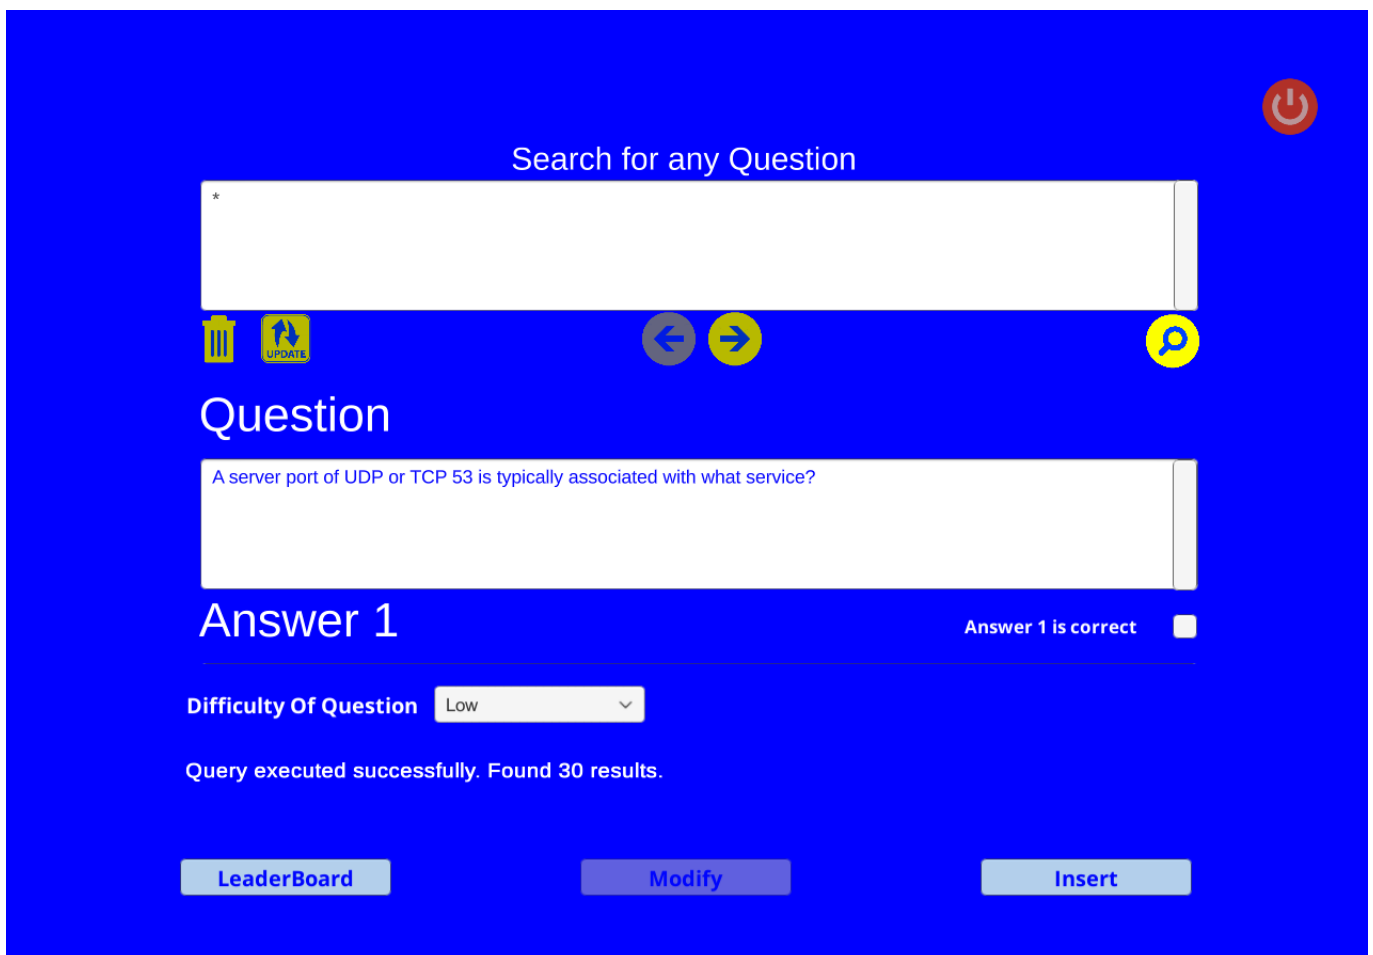 Search for any Question
*
UPDATE
Question
A server port of UDP or TCP 53 is typically associated with what service?
Answer 1
Answer 1 is correct
Difficulty Of Question
Low
Query executed successfully. Found 30 results.
LeaderBoard
Modify
Insert